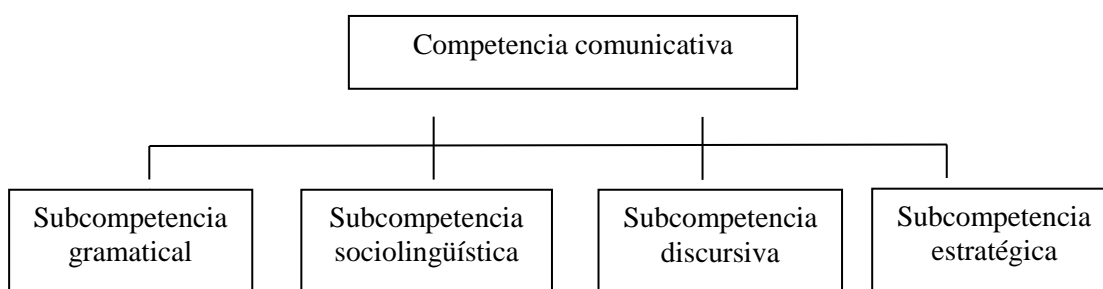 Competencia comunicativa
Subcompetencia
gramatical
Subcompetencia
sociolingüística
Subcompetencia
discursiva
Subcompetencia
estratégica